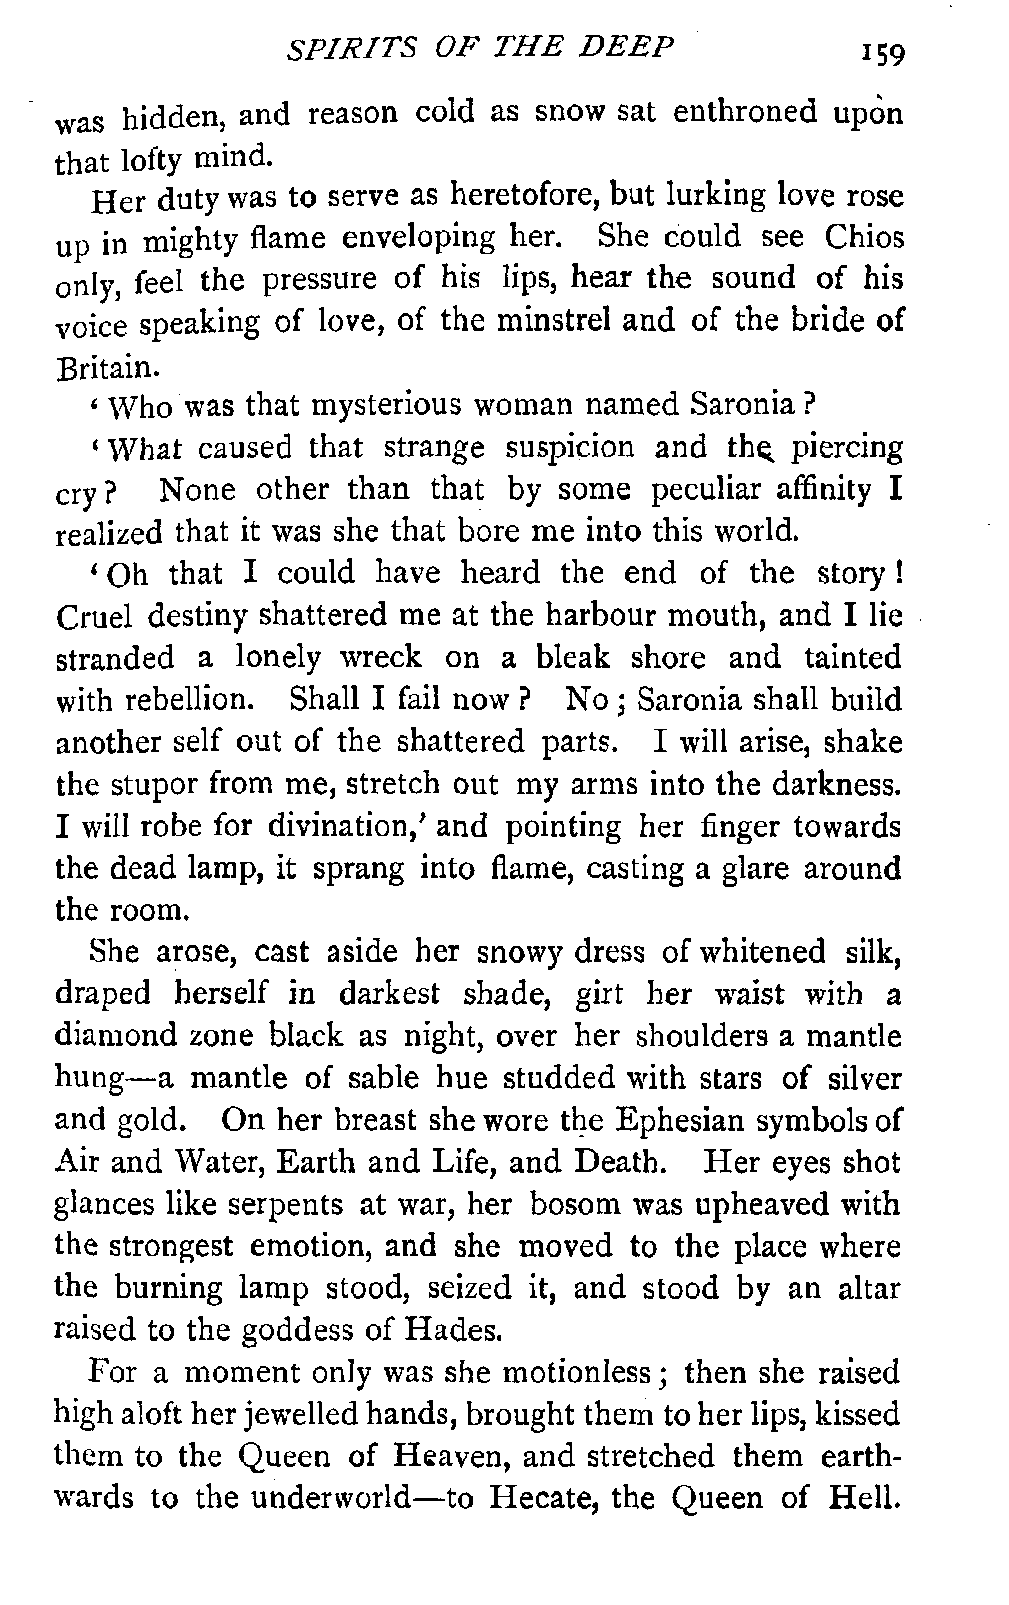 SPIRITS OF THE DEEP 159
was hidden, and reason cold as snow sat enthroned upon
that lofty mind.
Her duty was to serve as heretofore, but lurking love rose
up in mighty flame enveloping her. She could see Chios
only, feel the pressure of his lips, hear the sound of his
voice speaking of love, of the minstrel and of the bride of
Britain.
‘Who was that mysterious woman named Saronia?
‘What caused that strange suspicion and the piercing
cry? None other than that by some peculiar affinity I
realized that it was she that bore me into this world.
‘Oh that I could have heard the end of the story!
Cruel destiny shattered me at the harbour mouth, and I lie
stranded a lonely wreck on a bleak shore and tainted
with rebellion. Shall I fail now? No; Saronia shall build
another self out of the shattered parts. I will arise, shake
the stupor from me, stretch out my arms into the darkness.
I will robe for divination,’ and pointing her finger towards
the dead lamp, it sprang into flame, casting a glare around
the room.
She arose, cast aside her snowy dress of whitened silk,
draped herself in darkest shade, girt her waist with a
diamond zone black as night, over her shoulders a mantle
hung—a mantle of sable hue studded with stars of silver
and gold. On her breast she wore the Ephesian symbols of
Air and Water, Earth and Life, and Death. Her eyes shot
glances like serpents at war, her bosom was upheaved with
the strongest emotion, and she moved to the place where
the burning lamp stood, seized it, and stood by an altar
raised to the goddess of Hades.
For a moment only was she motionless; then she raised
high aloft her jewelled hands, brought them to her lips, kissed
them to the Queen of Heaven, and stretched them earth-
wards to the underworld—to Hecate, the Queen of Hell.